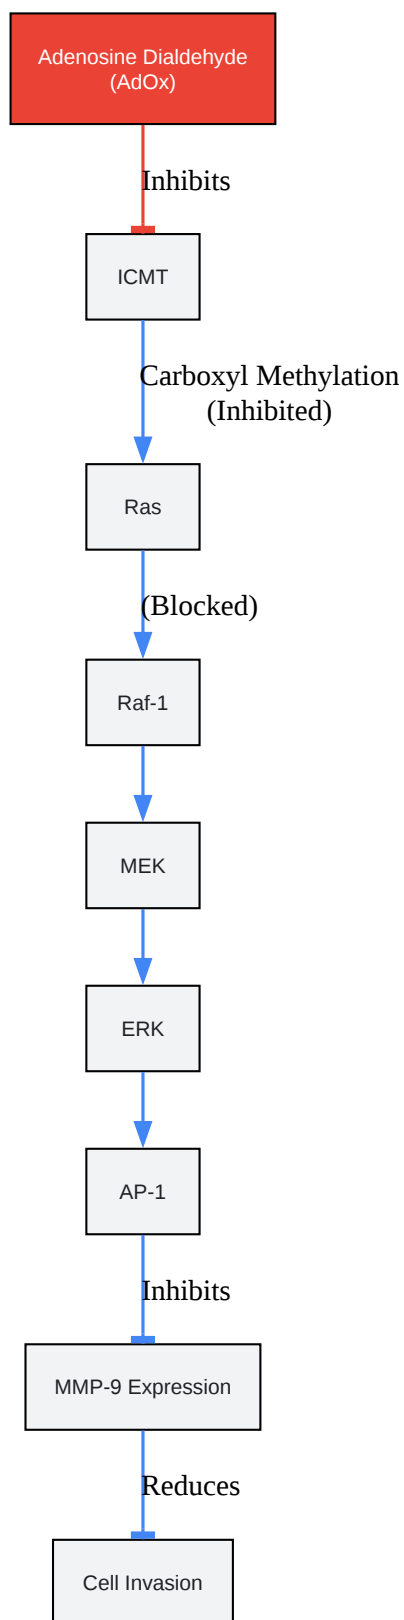 Adenosine Dialdehyde
(AdOx)
Inhibits
ICMT
Carboxyl Methylation
(Inhibited)
Ras
(Blocked)
Raf-1
MEK
ERK
AP-1
Inhibits
MMP-9 Expression
Reduces
Cell Invasion